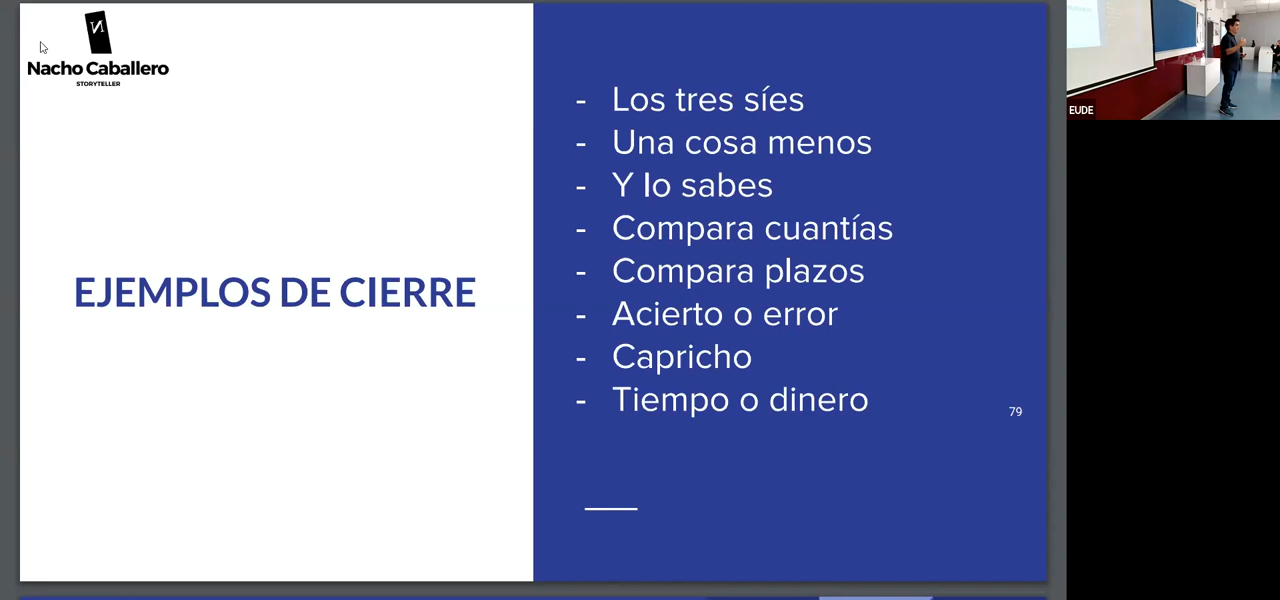 Nacho Caballero
STORYTELLER
EJEMPLOS DE CIERRE
- Los tres síes
- Una cosa menos
- Y lo sabes
- Compara cuantías
- Compara plazos
- Acierto o error
- Capricho
- Tiempo o dinero
79
EUDE